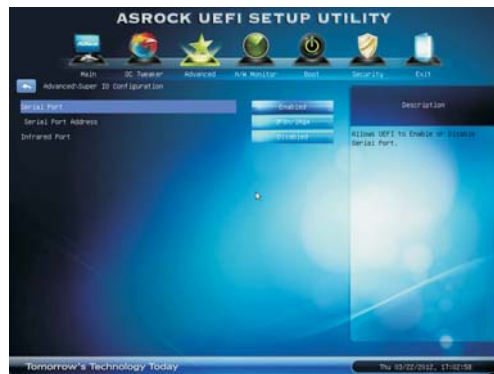 ASROCK UEFI SETUP UTILITY
Main OC Tweaker Advanced H/W Monitor Boot Security Exit
Advanced\Super IO Configuration
Serial Port Enabled
Serial Port Address
Infrared Port Disabled
Description
Allows UEFI to Enable or Disable
Serial Port.
Tomorrow's Technology Today
Thu 03/22/2012, 17:02:58